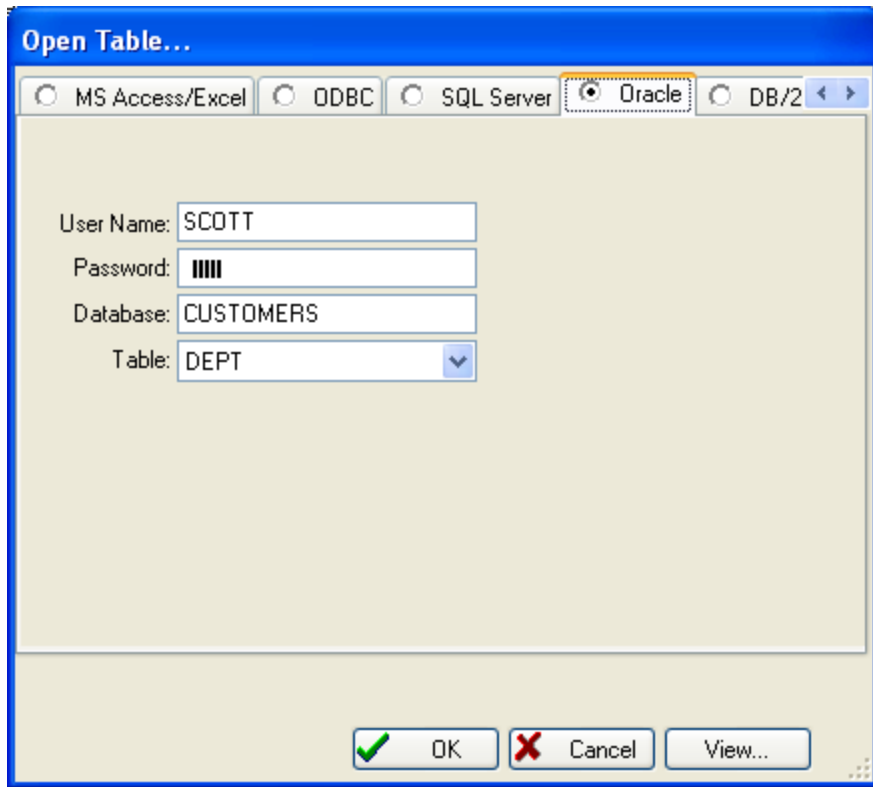 Open Table...
MS Access/Excel ODBC SQL Server Oracle DB/2
User Name: SCOTT
Password:
Database: CUSTOMERS
Table: DEPT
OK Cancel View...